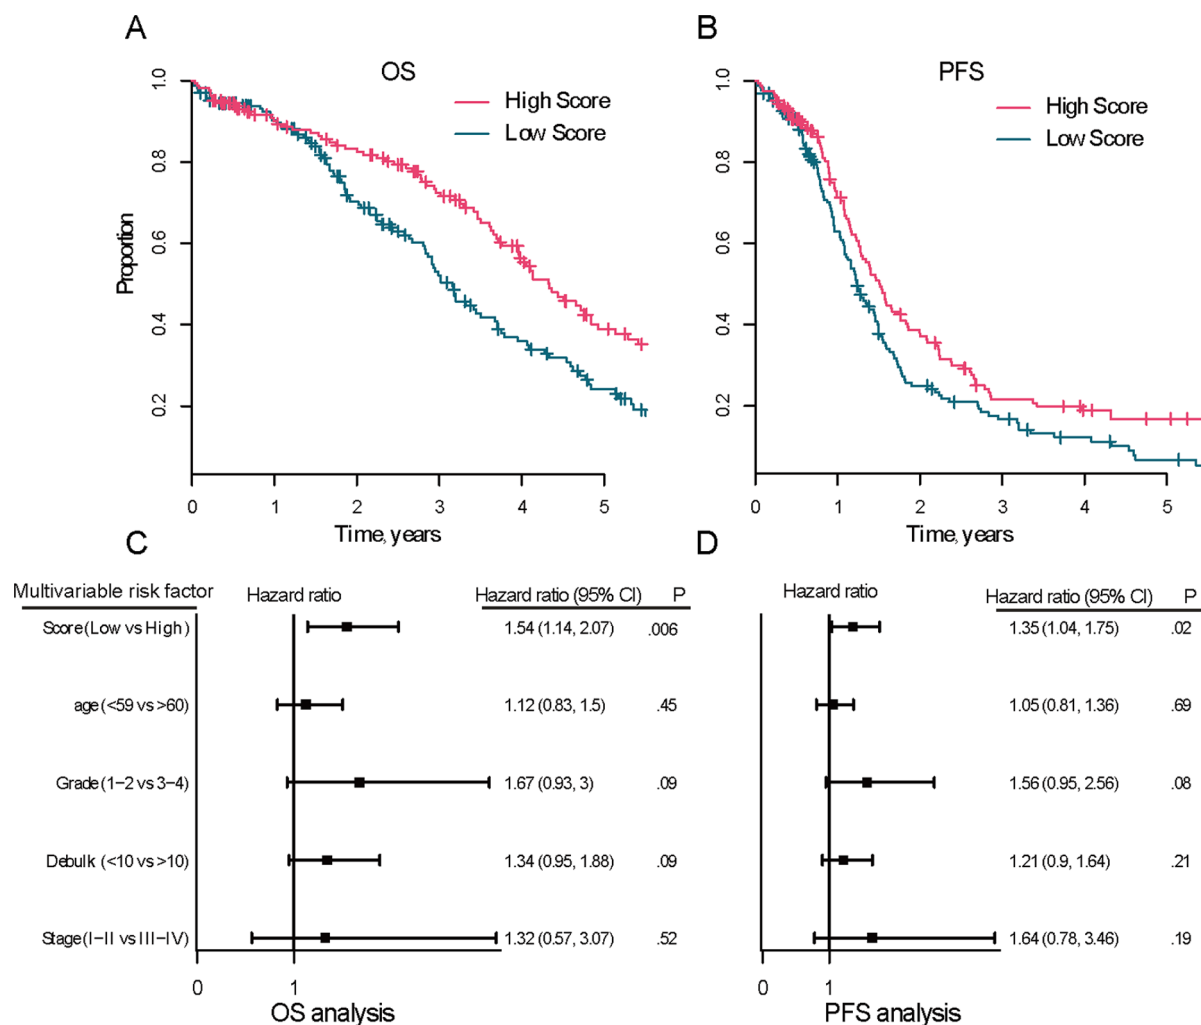 A
OS
High Score
Low Score
Proportion
1.0
0.8
0.6
0.4
0.2
0 1 2 3 4 5
Time, years
B
PFS
High Score
Low Score
1.0
0.8
0.6
0.4
0.2
0 1 2 3 4 5
Time, years
C
Multivariable risk factor Hazard ratio Hazard ratio (95% CI) P
Score(Low vs High) 1.54 (1.14, 2.07) .006
age(<59 vs >60) 1.12 (0.83, 1.5) .45
Grade(1−2 vs 3−4) 1.67 (0.93, 3) .09
Debulk (<10 vs >10) 1.34 (0.95, 1.88) .09
Stage(I−II vs III−IV) 1.32 (0.57, 3.07) .52
0 1
OS analysis
D
Hazard ratio Hazard ratio (95% CI) P
1.35 (1.04, 1.75) .02
1.05 (0.81, 1.36) .69
1.56 (0.95, 2.56) .08
1.21 (0.9, 1.64) .21
1.64 (0.78, 3.46) .19
0 1
PFS analysis